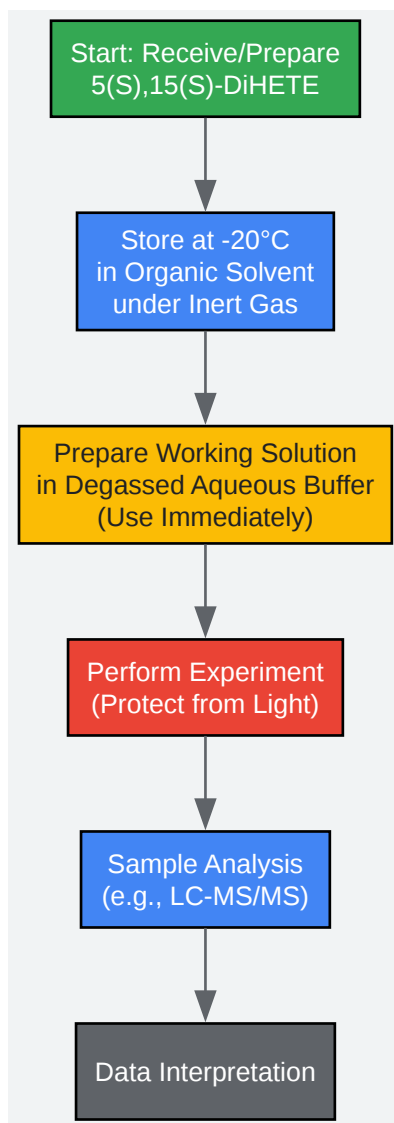 Start: Receive/Prepare
5(S),15(S)-DiHETE
Store at -20°C
in Organic Solvent
under Inert Gas
Prepare Working Solution
in Degassed Aqueous Buffer
(Use Immediately)
Perform Experiment
(Protect from Light)
Sample Analysis
(e.g., LC-MS/MS)
Data Interpretation